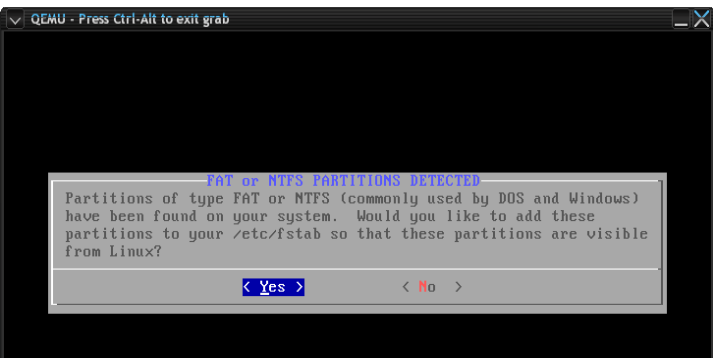 QEMU - Press Ctrl-Alt to exit grab
FAT or NTFS PARTITIONS DETECTED
Partitions of type FAT or NTFS (commonly used by DOS and Windows)
have been found on your system.  Would you like to add these
partitions to your /etc/fstab so that these partitions are visible
from Linux?
< Yes > < No >